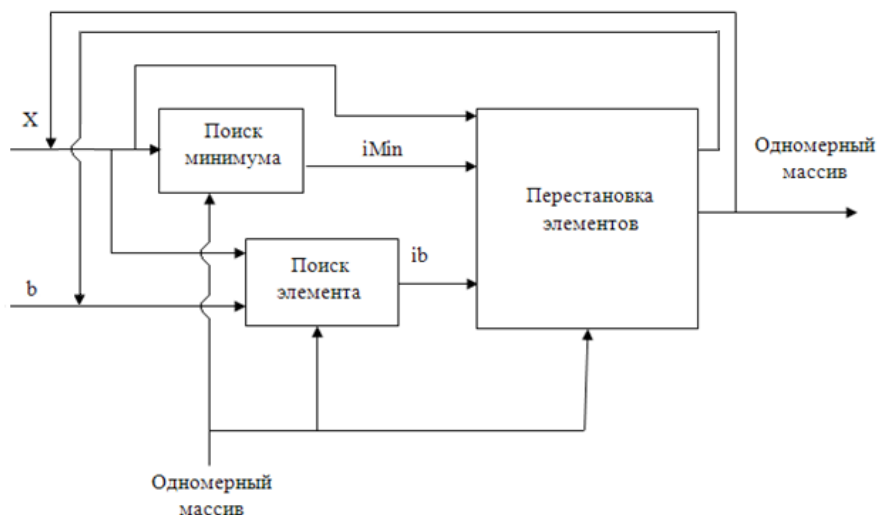 X
Поиск
минимума
iMin
Одномерный
массив
Перестановка
элементов
b
Поиск
элемента
ib
Одномерный
массив